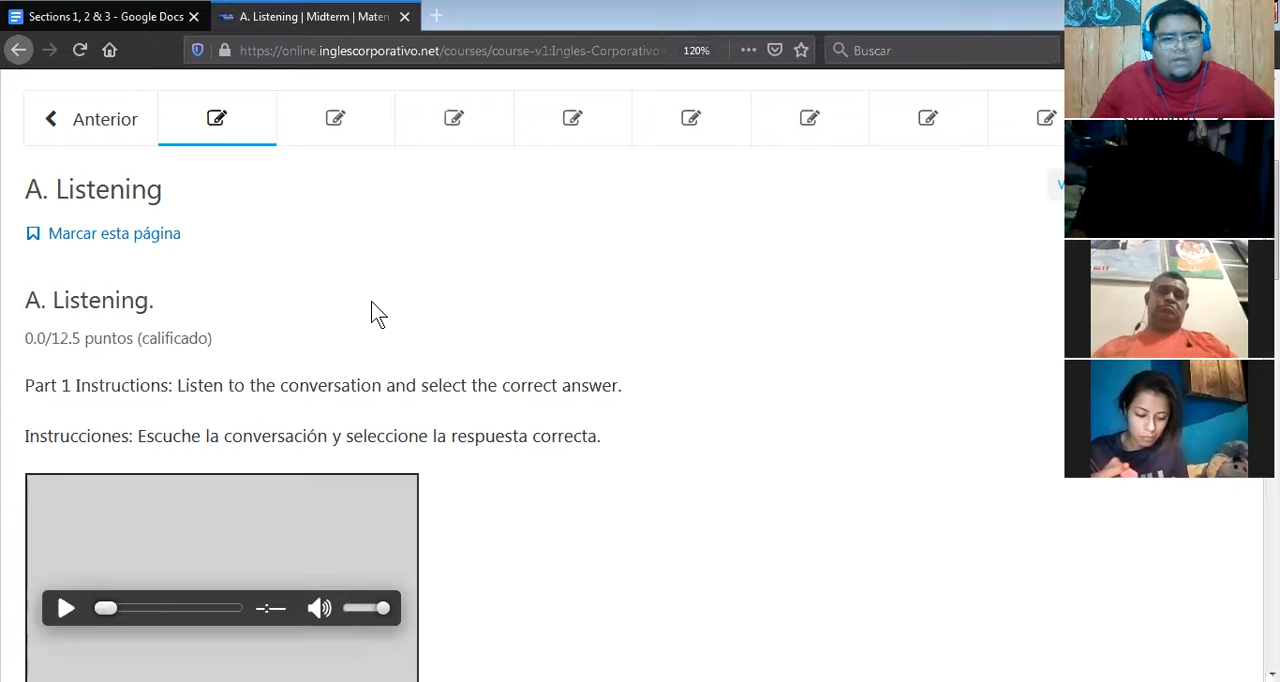 Sections 1, 2 & 3 - Google Docs
A. Listening | Midterm | Mater
https://online.inglescorporativo.net/courses/course-v1:Ingles-Corporativo
120%
Buscar
Anterior
A. Listening
Marcar esta página
A. Listening.
0.0/12.5 puntos (calificado)
Part 1 Instructions: Listen to the conversation and select the correct answer.
Instrucciones: Escuche la conversación y seleccione la respuesta correcta.
-:--